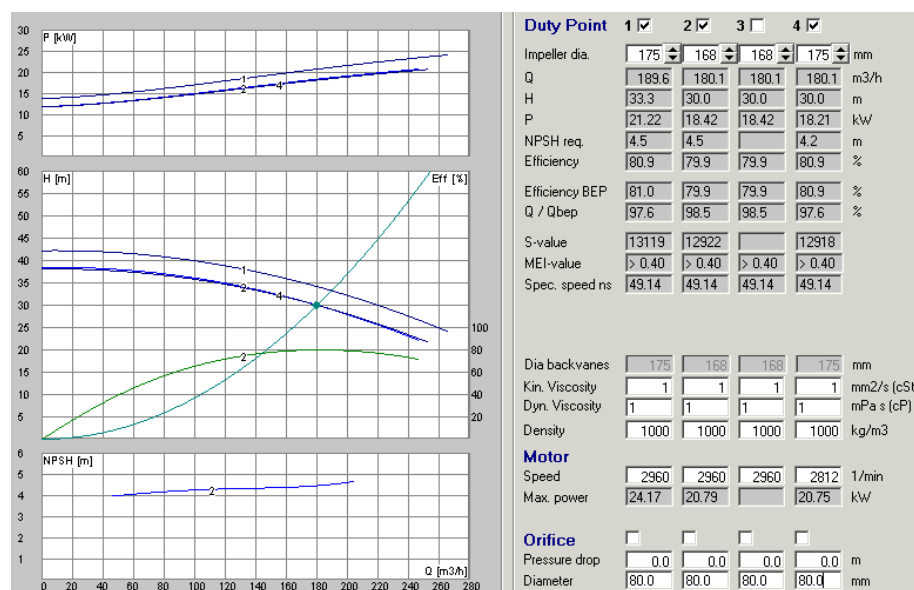 P [kW]
30
25
20
15
10
5
1
2
4
H [m]
Eff [%]
60
55
50
45
40
35
30
25
20
15
10
5
100
80
60
40
20
1
2
4
2
NPSH [m]
6
5
4
3
2
1
2
Q [m3/h]
0 20 40 60 80 100 120 140 160 180 200 220 240 260 280
Duty Point 1 2 3 4
Impeller dia. 175 168 168 175 mm
Q 189.6 180.1 180.1 180.1 m3/h
H 33.3 30.0 30.0 30.0 m
P 21.22 18.42 18.42 18.21 kW
NPSH req. 4.5 4.5 4.2 m
Efficiency 80.9 79.9 79.9 80.9 %
Efficiency BEP 81.0 79.9 79.9 80.9 %
Q / Qbep 97.6 98.5 98.5 97.6 %
S-value 13119 12922 12918
MEI-value > 0.40 > 0.40 > 0.40 > 0.40
Spec. speed ns 49.14 49.14 49.14 49.14
Dia backvanes 175 168 168 175 mm
Kin. Viscosity 1 1 1 1 mm2/s (cSt
Dyn. Viscosity 1 1 1 1 mPa s (cP)
Density 1000 1000 1000 1000 kg/m3
Motor
Speed 2960 2960 2960 2812 1/min
Max. power 24.17 20.79 20.75 kW
Orifice
Pressure drop 0.0 0.0 0.0 0.0 m
Diameter 80.0 80.0 80.0 80.0 mm